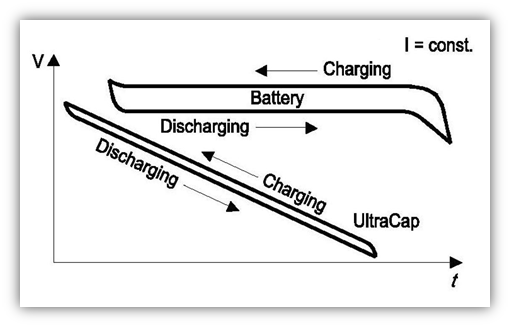 I = const.
V
Charging
Battery
Discharging
Discharging
Charging
UltraCap
t